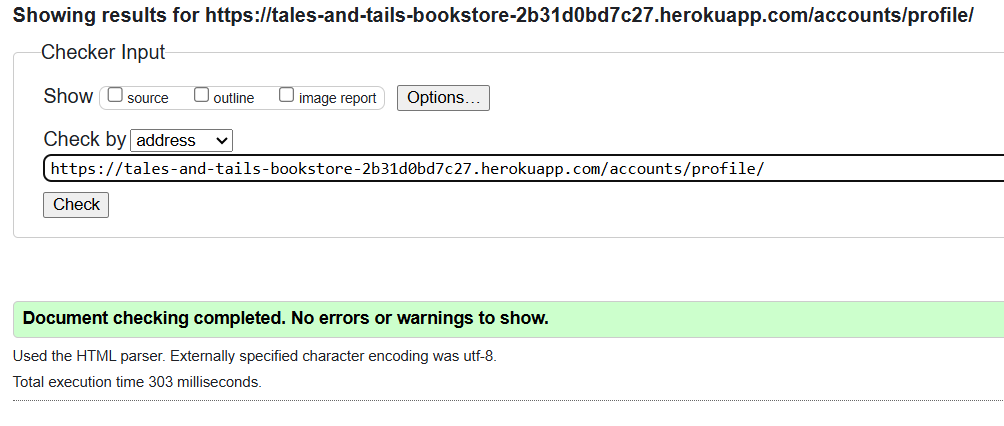 Showing results for https://tales-and-tails-bookstore-2b31d0bd7c27.herokuapp.com/accounts/profile/
Checker Input
Show source outline image report Options...
Check by address
https://tales-and-tails-bookstore-2b31d0bd7c27.herokuapp.com/accounts/profile/
Check
Document checking completed. No errors or warnings to show.
Used the HTML parser. Externally specified character encoding was utf-8.
Total execution time 303 milliseconds.